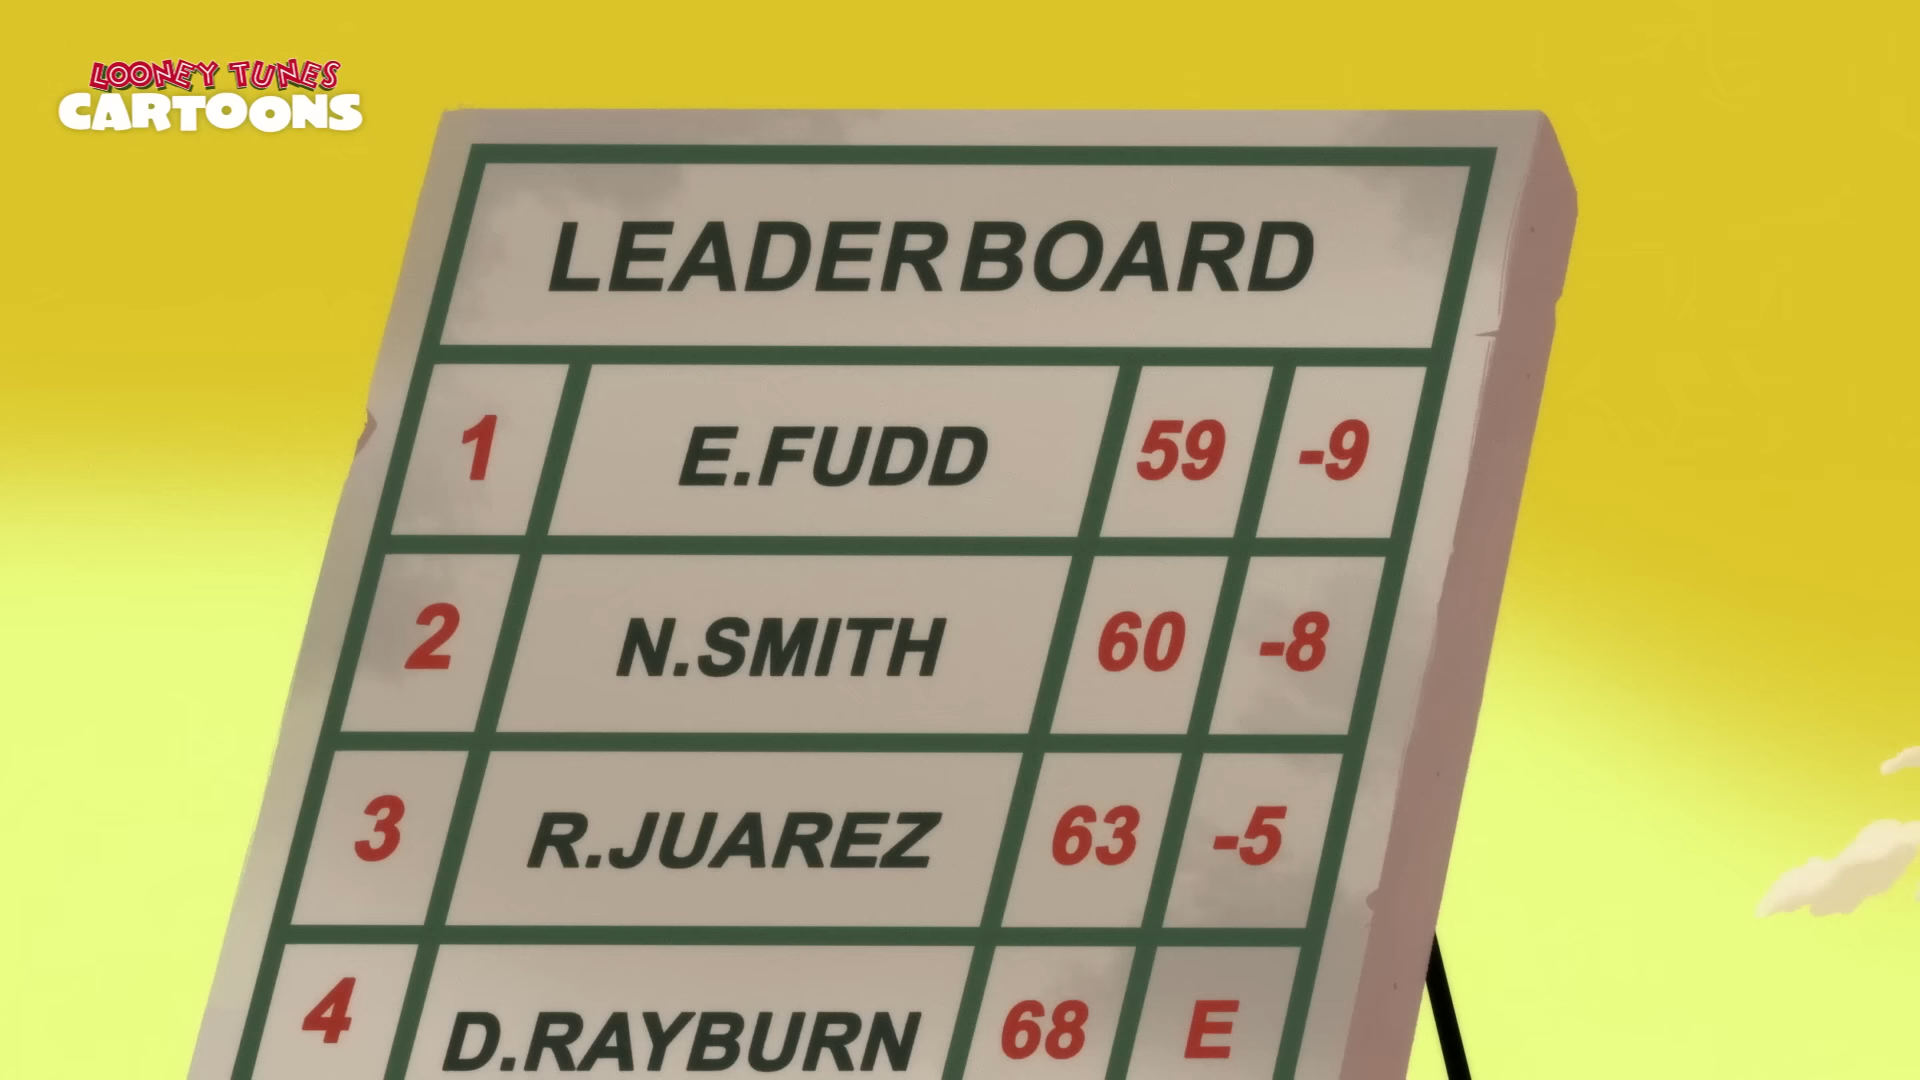 LOONEY TUNES
CARTOONS
LEADERBOARD
1 E.FUDD 59 -9
2 N.SMITH 60 -8
3 R.JUAREZ 63 -5
4 D.RAYBURN 68 E